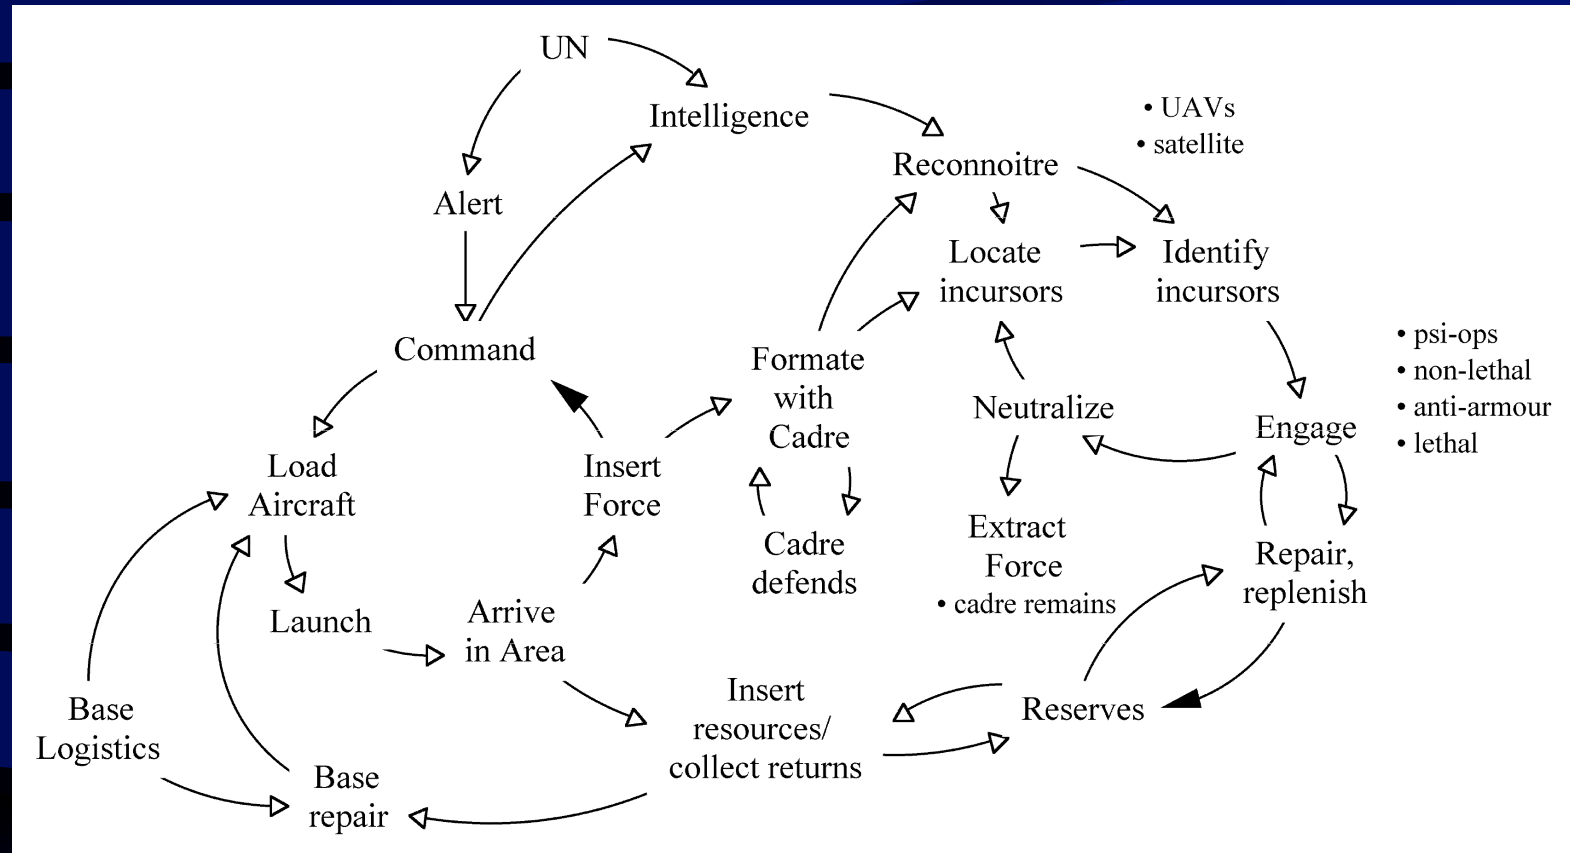 UN
Intelligence
• UAVs
• satellite
Reconnoitre
Alert
Locate
incursors
Identify
incursors
Command
Formate
with
Cadre
Neutralize
Engage
• psi-ops
• non-lethal
• anti-armour
• lethal
Load
Aircraft
Insert
Force
Cadre
defends
Extract
Force
• cadre remains
Repair,
replenish
Launch
Arrive
in Area
Insert
resources/
collect returns
Reserves
Base
Logistics
Base
repair